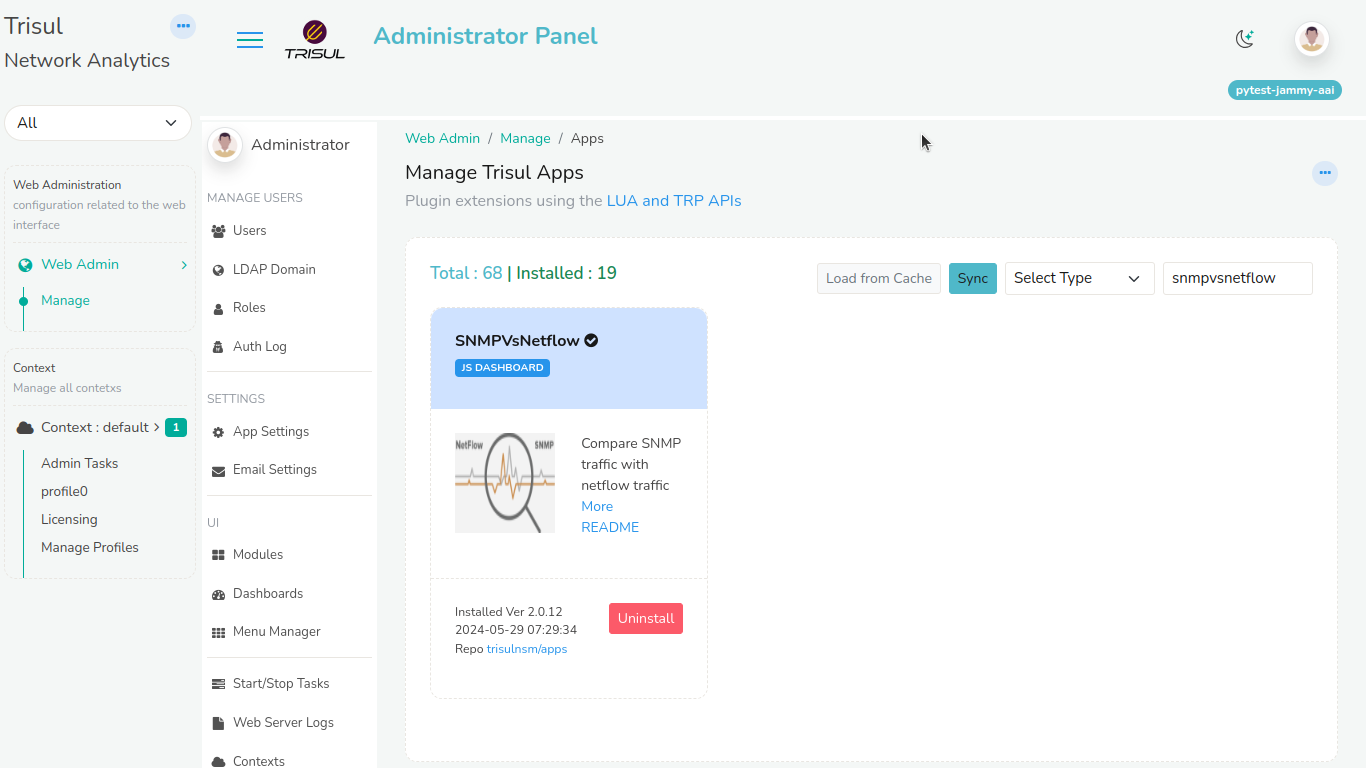 Trisul
Network Analytics
All
Web Administration
configuration related to the web
interface
Web Admin
Manage
Context
Manage all contetxs
Context : default
1
Admin Tasks
profile0
Licensing
Manage Profiles
TRISUL
Administrator Panel
pytest-jammy-aai
Administrator
MANAGE USERS
Users
LDAP Domain
Roles
Auth Log
SETTINGS
App Settings
Email Settings
UI
Modules
Dashboards
Menu Manager
Start/Stop Tasks
Web Server Logs
Contexts
Web Admin / Manage / Apps
Manage Trisul Apps
Plugin extensions using the LUA and TRP APIs
Total : 68 | Installed : 19
Load from Cache
Sync
Select Type
snmpvsnetflow
SNMPVsNetflow
JS DASHBOARD
NetFlow
SNMP
Compare SNMP
traffic with
netflow traffic
More
README
Installed Ver 2.0.12
2024-05-29 07:29:34
Repo trisulnsm/apps
Uninstall